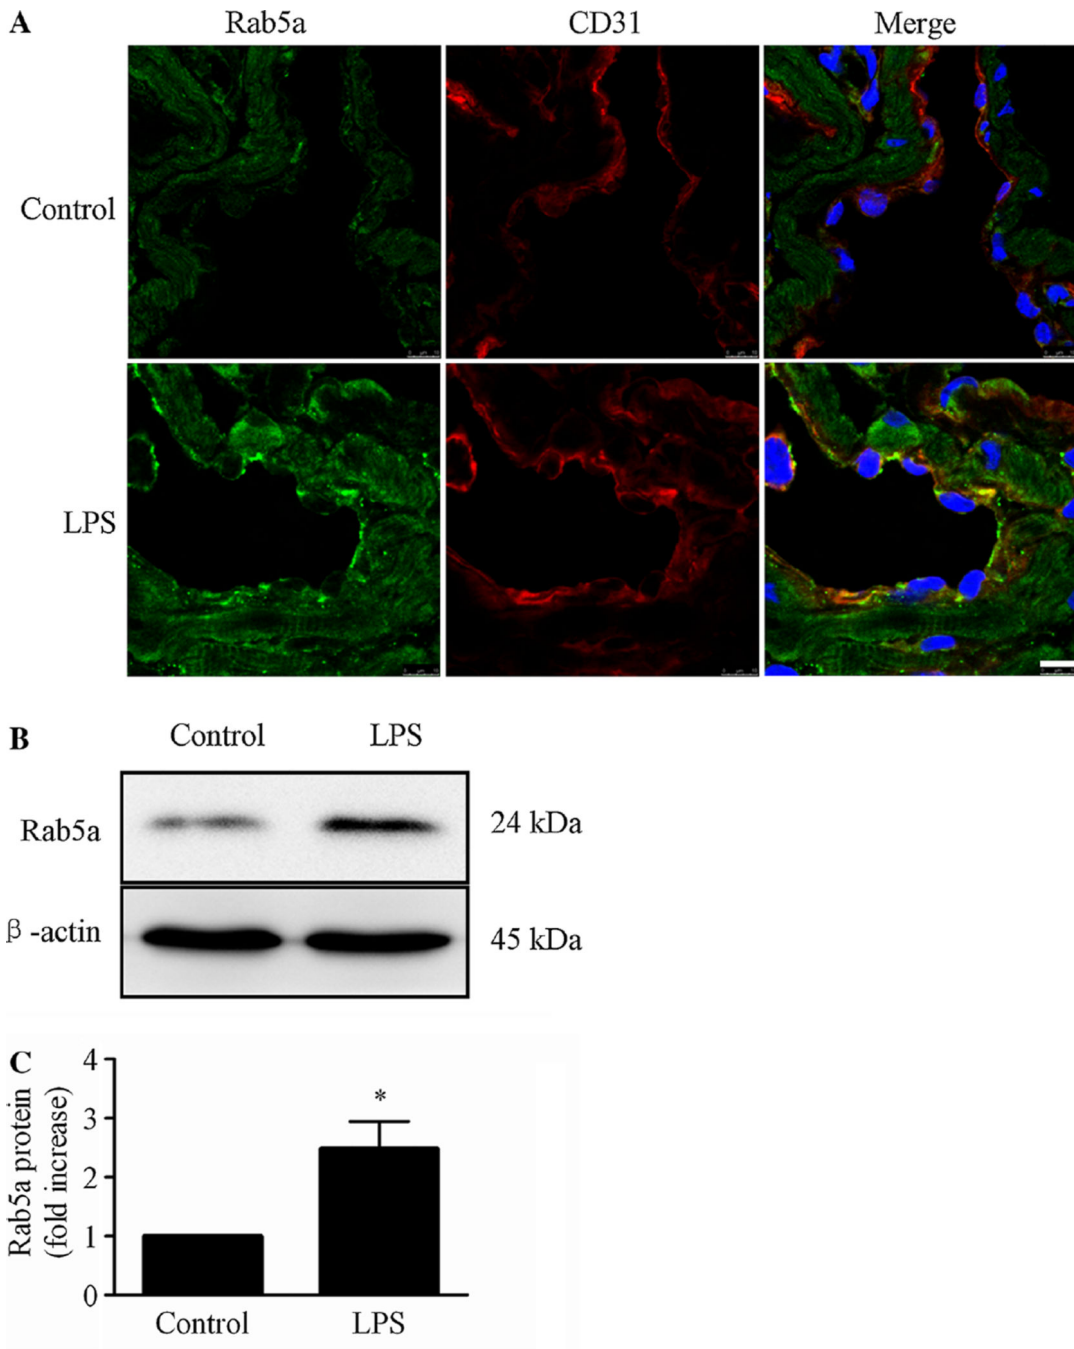 A Rab5a CD31 Merge
Control
LPS
B Control LPS
Rab5a 24 kDa
β-actin 45 kDa
C
Rab5a protein
(fold increase)
4
3
2
1
0
*
Control LPS